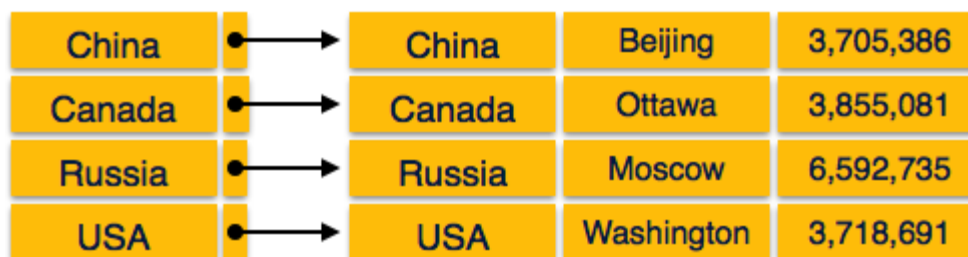 China China Beijing 3,705,386
Canada Canada Ottawa 3,855,081
Russia Russia Moscow 6,592,735
USA USA Washington 3,718,691